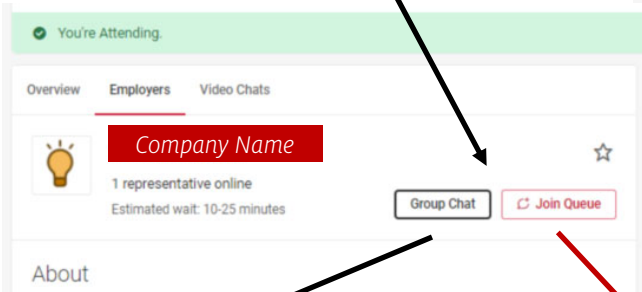 You're Attending.
Overview Employers Video Chats
Company Name
1 representative online
Estimated wait: 10-25 minutes
Group Chat Join Queue
About